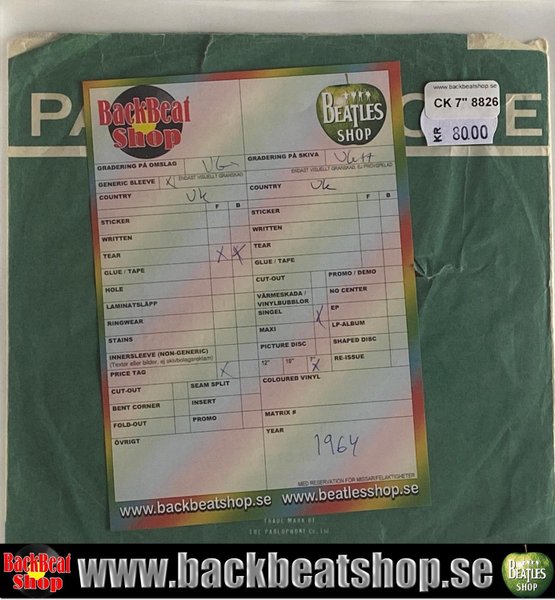 www.backbeatshop.se
CK 7" 8826
KR 80.00
BackBeat
Shop
BEATLES
SHOP
GRADERING PÅ OMSLAG VG-
GRADERING PÅ SKIVA VG++
ENDAST VISUELLT GRANSKAD
ENDAST VISUELLT GRANSKAD, EJ PROVSPELAD
GENERIC SLEEVE X
COUNTRY Uk
F B
STICKER
WRITTEN
TEAR X X
GLUE / TAPE
HOLE
LAMINATSLÄPP
RINGWEAR
STAINS
INNERSLEEVE (NON-GENERIC)
(Texter eller bilder, ej skivbolagsreklam)
PRICE TAG X
CUT-OUT SEAM SPLIT
BENT CORNER INSERT
FOLD-OUT PROMO
ÖVRIGT
COUNTRY Uk
F B
STICKER
WRITTEN
TEAR
GLUE / TAPE
CUT-OUT PROMO / DEMO
VÄRMESKADA /
VINYLBUBBLOR NO CENTER
SINGEL X EP
MAXI LP-ALBUM
PICTURE DISC SHAPED DISC
12" 10" 7" X RE-ISSUE
COLOURED VINYL
MATRIX #
YEAR
1964
MED RESERVATION FÖR MISSAR/FELAKTIGHETER
www.backbeatshop.se www.beatlesshop.se
TRADE MARK OF
THE PARLOPHONE Co. Ltd
BackBeat
Shop
www.backbeatshop.se
BEATLES
SHOP